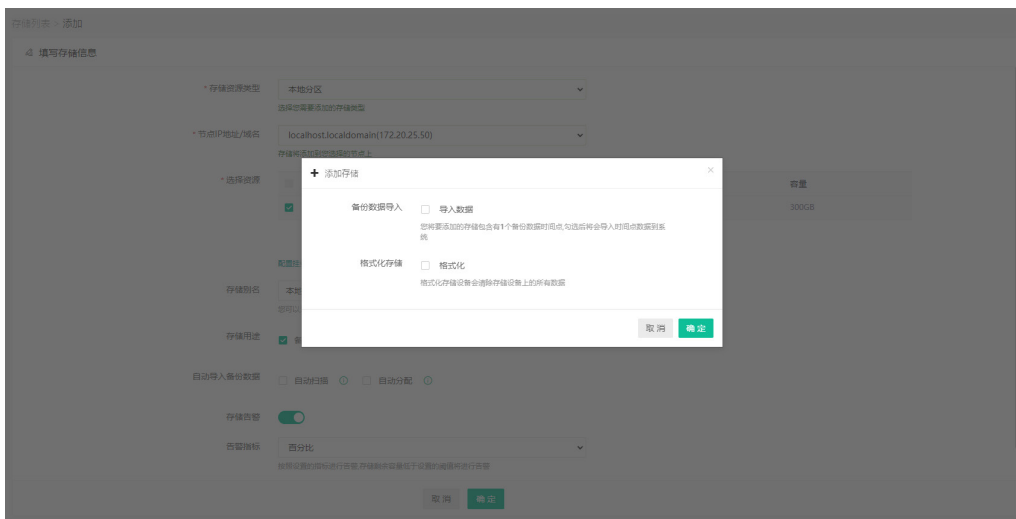 存储列表 > 添加
填写存储信息
* 存储资源类型
本地分区
选择您需要添加的存储类型
* 节点IP地址/域名
localhost.localdomain(172.20.25.50)
存储将添加到您选择的节点上
添加存储
* 选择资源
容量
备份数据导入
导入数据
300GB
您将要添加的存储包含有1个备份数据时间点,勾选后将会导入时间点数据到系
统
格式化存储
格式化
格式化存储设备会清除存储设备上的所有数据
存储别名
本地
您可以
取消
确定
存储用途
自动导入备份数据
自动扫描
自动分配
存储告警
告警指标
百分比
取消
确定